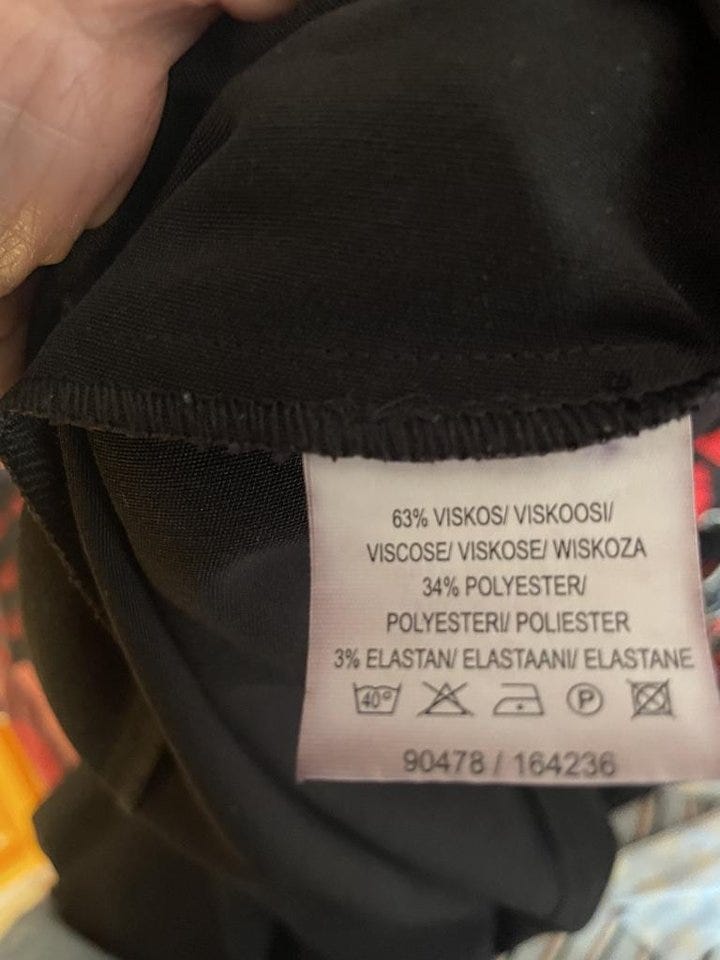 63% VISKOS/ VISKOOSI/
VISCOSE/ VISKOSE/ WISKOZA
34% POLYESTER/
POLYESTERI/ POLIESTER
3% ELASTAN/ ELASTAANI/ ELASTANE
40° P
90478 / 164236